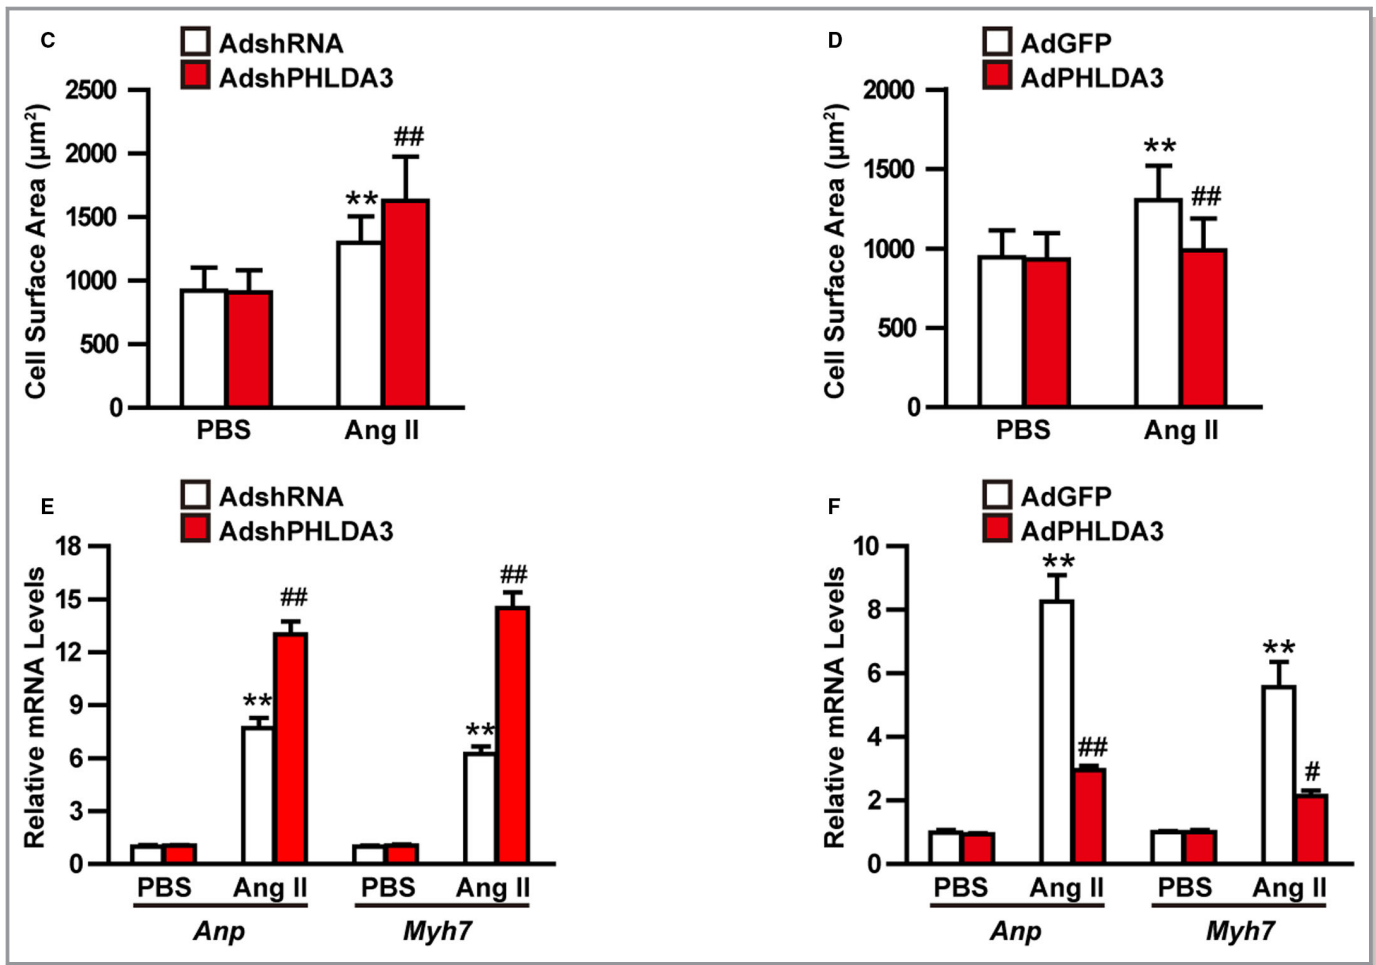 C
AdshRNA
AdshPHLDA3
Cell Surface Area (µm²)
2500
2000
1500
1000
500
0
**
##
PBS Ang II
D
AdGFP
AdPHLDA3
Cell Surface Area (µm²)
2000
1500
1000
500
0
**
##
PBS Ang II
E
AdshRNA
AdshPHLDA3
Relative mRNA Levels
18
15
12
9
6
3
0
**
##
**
##
PBS Ang II PBS Ang II
Anp Myh7
F
AdGFP
AdPHLDA3
Relative mRNA Levels
10
8
6
4
2
0
**
##
**
#
PBS Ang II PBS Ang II
Anp Myh7